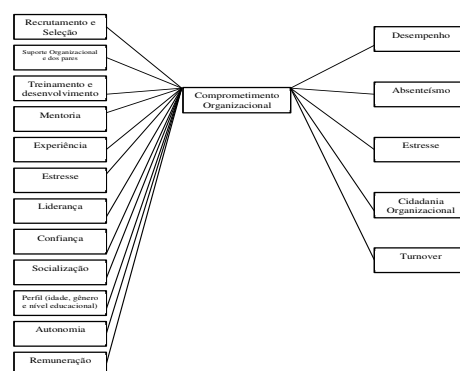 Recrutamento e
Seleção
Suporte Organizacional
e dos pares
Treinamento e
desenvolvimento
Mentoria
Experiência
Estresse
Liderança
Confiança
Socialização
Perfil (idade, gênero
e nível educacional)
Autonomia
Remuneração
Comprometimento
Organizacional
Desempenho
Absenteísmo
Estresse
Cidadania
Organizacional
Turnover